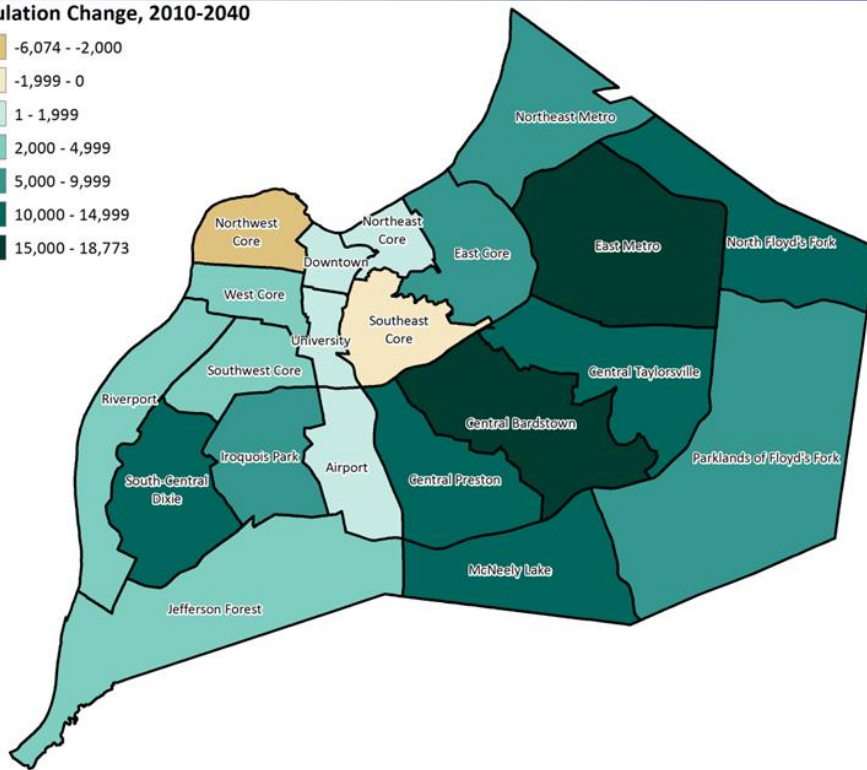 ulation Change, 2010-2040
-6,074 - -2,000
-1,999 - 0
1 - 1,999
2,000 - 4,999
5,000 - 9,999
10,000 - 14,999
15,000 - 18,773
Northeast Metro
Northwest
Core
Northeast
Core
Downtown
East Core
East Metro
North Floyd's Fork
West Core
Southeast
Core
University
Southwest Core
Central Taylorsville
Riverport
Central Bardstown
Iroquois Park
Airport
Parklands of Floyd's Fork
South-Central
Dixie
Central Preston
McNeely Lake
Jefferson Forest